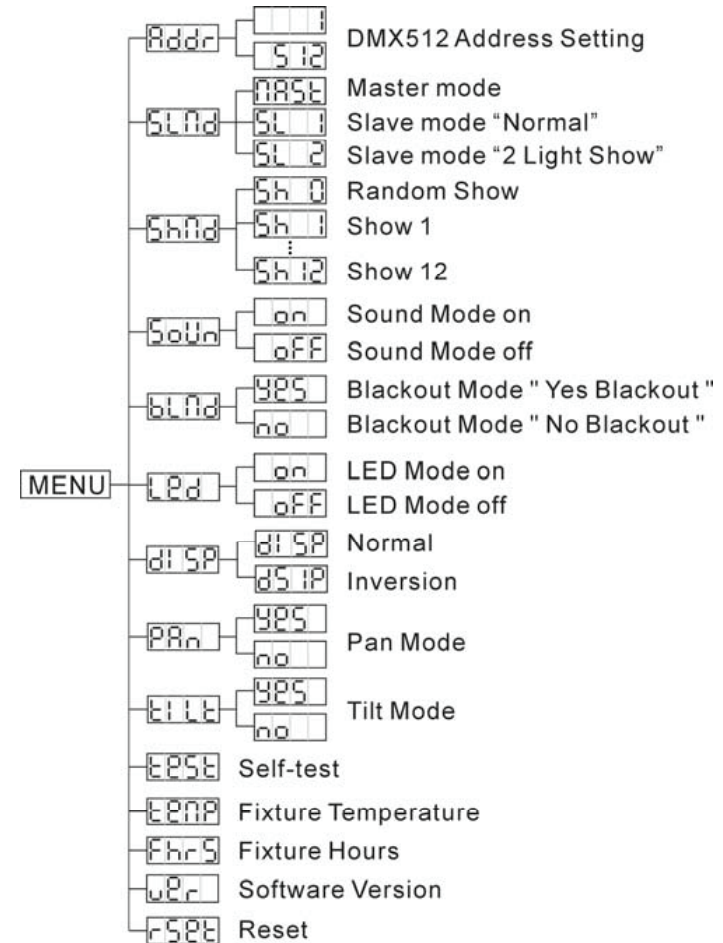 Addr
1
512
DMX512 Address Setting
SLMd
MASt
Master mode
SL 1
Slave mode “Normal”
SL 2
Slave mode “2 Light Show”
ShMd
Sh 0
Random Show
Sh 1
Show 1
Sh 12
Show 12
SoUn
on
Sound Mode on
oFF
Sound Mode off
bLMd
yes
Blackout Mode " Yes Blackout "
no
Blackout Mode " No Blackout "
MENU
Led
on
LED Mode on
oFF
LED Mode off
dISP
dISP
Normal
dSIP
Inversion
PAn
yes
no
Pan Mode
tILt
yes
no
Tilt Mode
teSt
Self-test
teMP
Fixture Temperature
FhrS
Fixture Hours
ver
Software Version
rSet
Reset